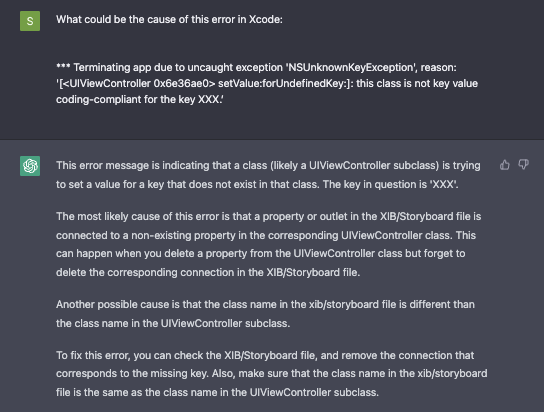 S
What could be the cause of this error in Xcode:
*** Terminating app due to uncaught exception 'NSUnknownKeyException', reason:
'[<UIViewController 0x6e36ae0> setValue:forUndefinedKey:]: this class is not key value
coding-compliant for the key XXX.'
This error message is indicating that a class (likely a UIViewController subclass) is trying
to set a value for a key that does not exist in that class. The key in question is 'XXX'.
The most likely cause of this error is that a property or outlet in the XIB/Storyboard file is
connected to a non-existing property in the corresponding UIViewController class. This
can happen when you delete a property from the UIViewController class but forget to
delete the corresponding connection in the XIB/Storyboard file.
Another possible cause is that the class name in the xib/storyboard file is different than
the class name in the UIViewController subclass.
To fix this error, you can check the XIB/Storyboard file, and remove the connection that
corresponds to the missing key. Also, make sure that the class name in the xib/storyboard
file is the same as the class name in the UIViewController subclass.